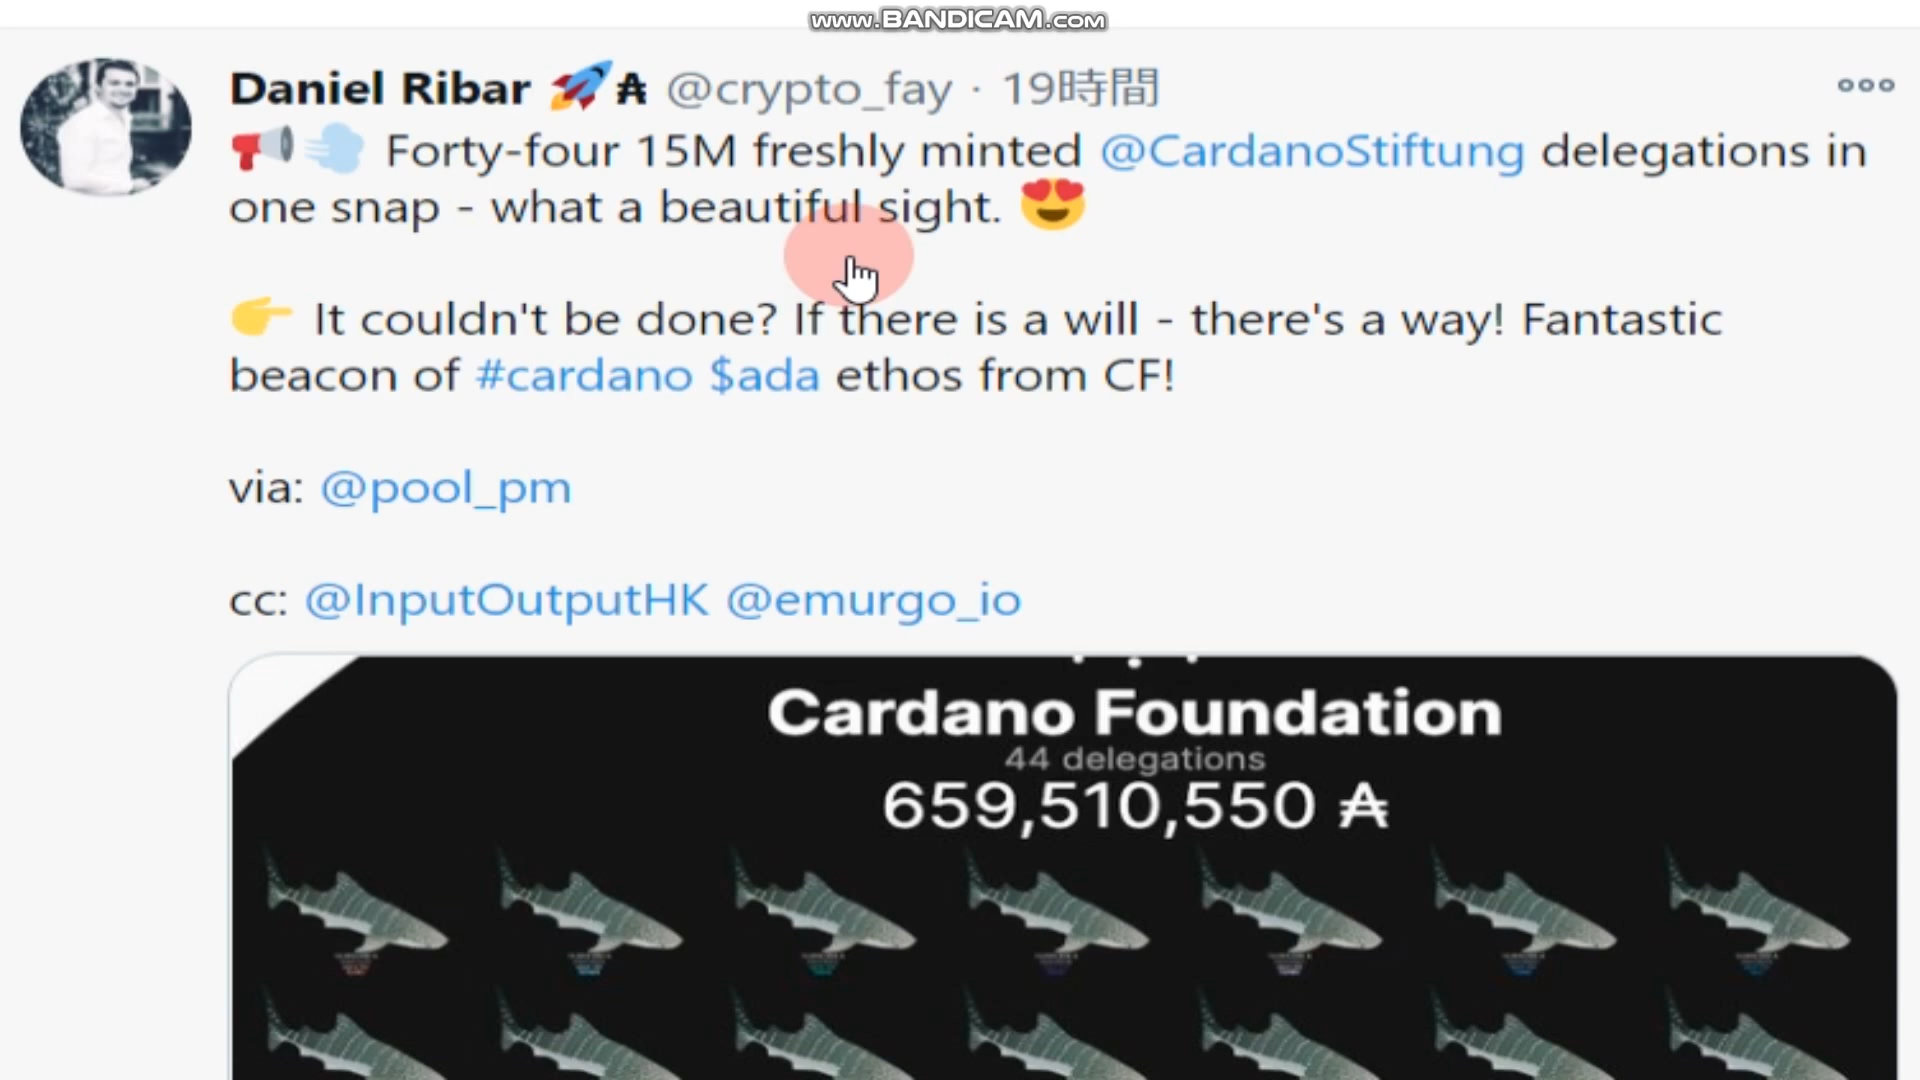 www.BANDICAM.com
Daniel Ribar 🚀₳ @crypto_fay · 19時間
📢💨 Forty-four 15M freshly minted @CardanoStiftung delegations in
one snap - what a beautiful sight. 😍
👉 It couldn't be done? If there is a will - there's a way! Fantastic
beacon of #cardano $ada ethos from CF!
via: @pool_pm
cc: @InputOutputHK @emurgo_io
Cardano Foundation
44 delegations
659,510,550 ₳